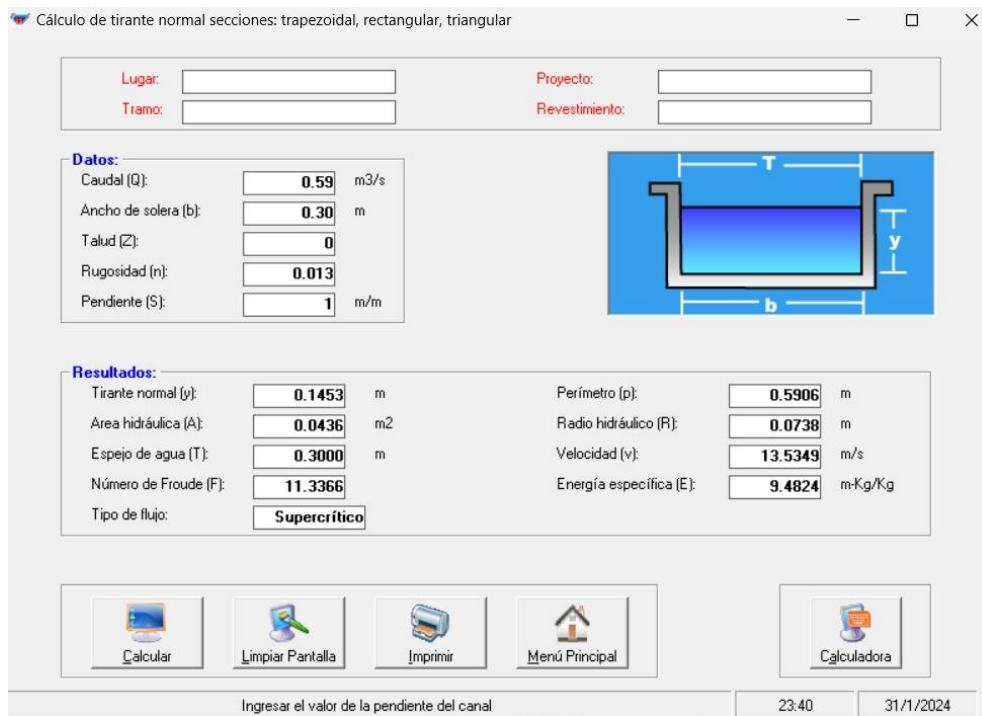 Cálculo de tirante normal secciones: trapezoidal, rectangular, triangular
Lugar: Proyecto:
Tramo: Revestimiento:
Datos:
Caudal (Q): 0.59 m3/s
Ancho de solera (b): 0.30 m
Talud (Z): 0
Rugosidad (n): 0.013
Pendiente (S): 1 m/m
T
y
b
Resultados:
Tirante normal (y): 0.1453 m Perímetro (p): 0.5906 m
Area hidráulica (A): 0.0436 m2 Radio hidráulico (R): 0.0738 m
Espejo de agua (T): 0.3000 m Velocidad (v): 13.5349 m/s
Número de Froude (F): 11.3366 Energía específica (E): 9.4824 m-Kg/Kg
Tipo de flujo: Supercrítico
Calcular Limpiar Pantalla Imprimir Menú Principal Calculadora
Ingresar el valor de la pendiente del canal 23:40 31/1/2024